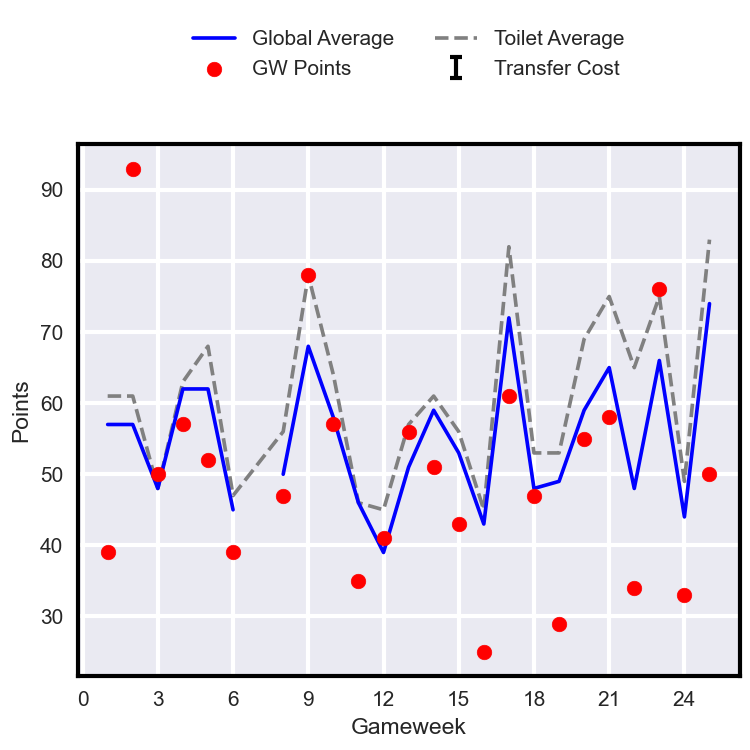 Global Average
Toilet Average
GW Points
Transfer Cost
90
80
70
60
50
40
30
Points
0 3 6 9 12 15 18 21 24
Gameweek